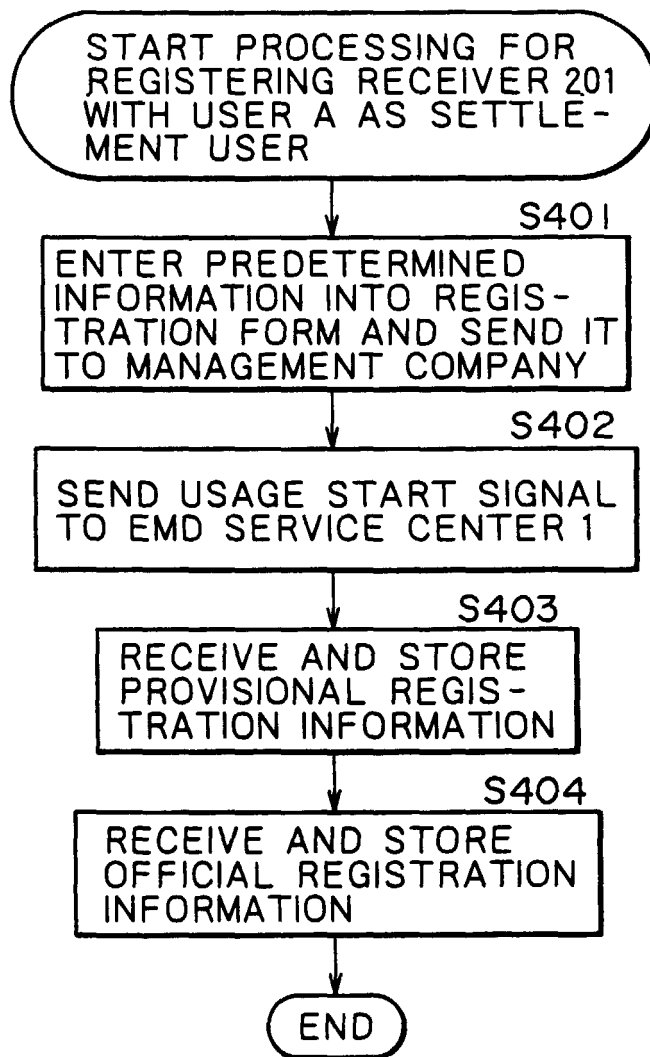 START PROCESSING FOR
REGISTERING RECEIVER 201
WITH USER A AS SETTLE-
MENT USER
S401
ENTER PREDETERMINED
INFORMATION INTO REGIS-
TRATION FORM AND SEND IT
TO MANAGEMENT COMPANY
S402
SEND USAGE START SIGNAL
TO EMD SERVICE CENTER 1
S403
RECEIVE AND STORE
PROVISIONAL REGIS-
TRATION INFORMATION
S404
RECEIVE AND STORE
OFFICIAL REGISTRATION
INFORMATION
END